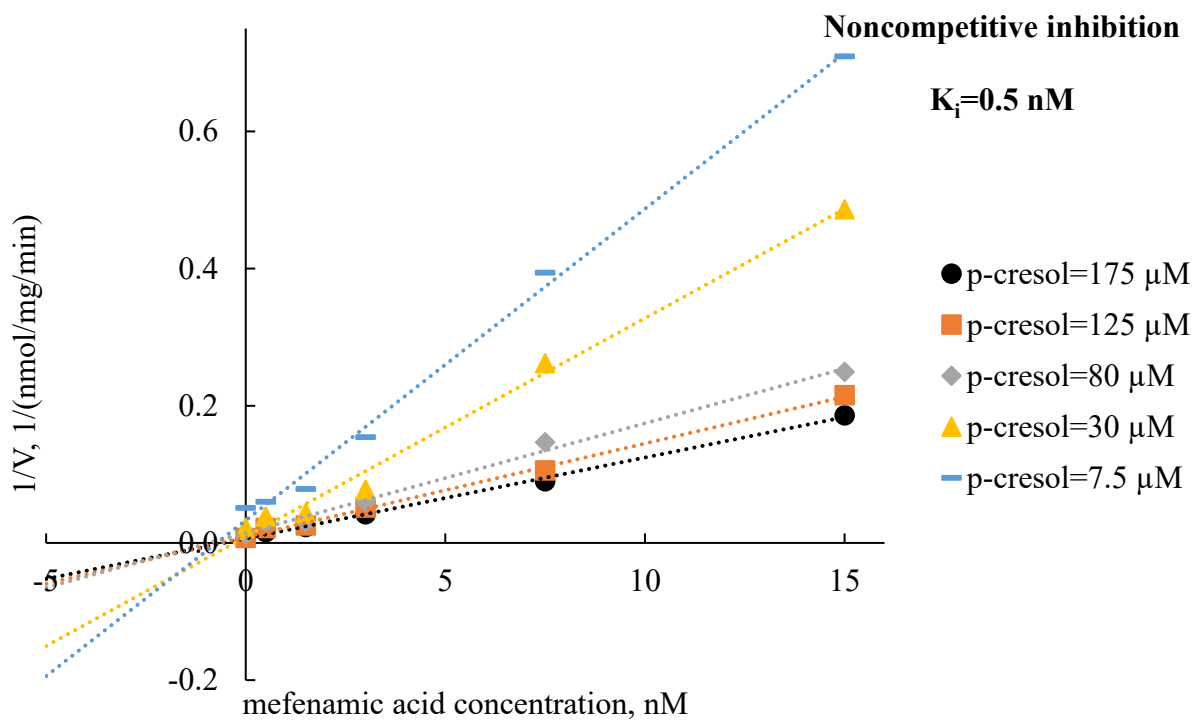 Noncompetitive inhibition
Ki=0.5 nM
1/V, 1/(nmol/mg/min)
0.6
0.4
0.2
0.0
-0.2
-5
0
5
10
15
mefenamic acid concentration, nM
p-cresol=175 µM
p-cresol=125 µM
p-cresol=80 µM
p-cresol=30 µM
p-cresol=7.5 µM